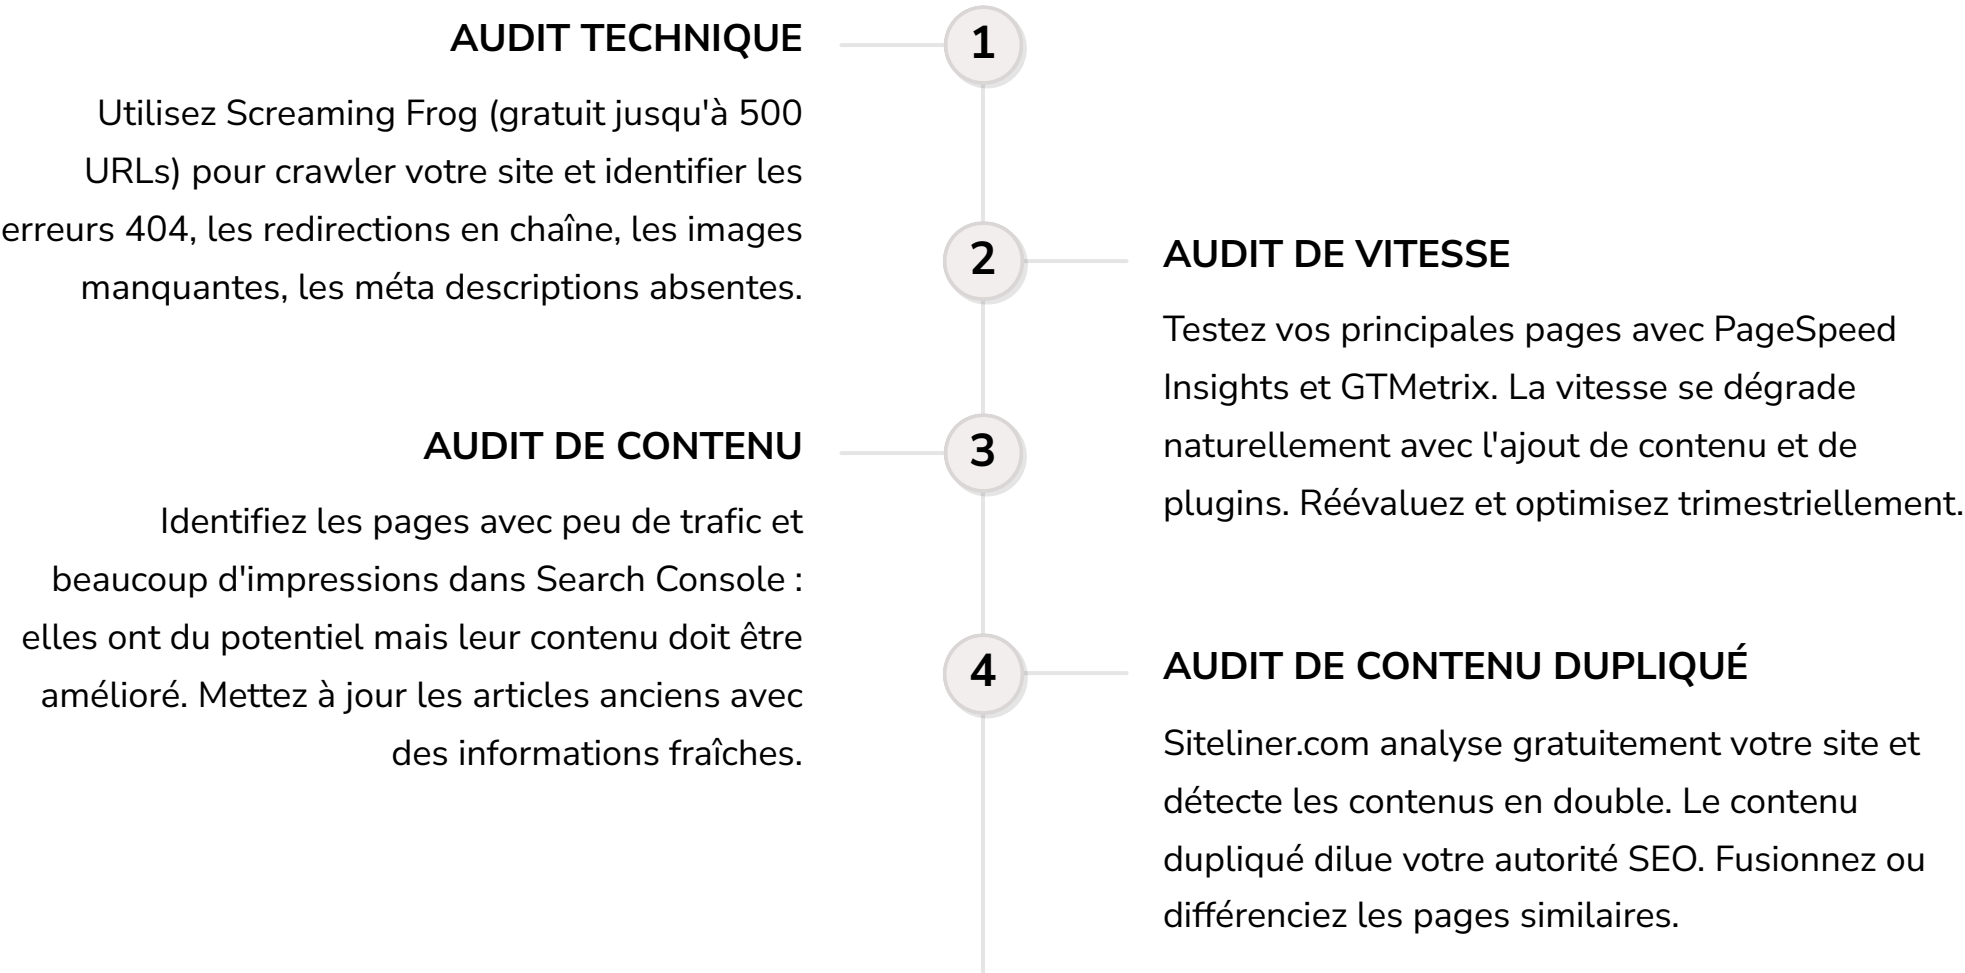 1
AUDIT TECHNIQUE
Utilisez Screaming Frog (gratuit jusqu'à 500
URLs) pour crawler votre site et identifier les
erreurs 404, les redirections en chaîne, les images
manquantes, les méta descriptions absentes.
2
AUDIT DE VITESSE
Testez vos principales pages avec PageSpeed
Insights et GTMetrix. La vitesse se dégrade
naturellement avec l'ajout de contenu et de
plugins. Réévaluez et optimisez trimestriellement.
3
AUDIT DE CONTENU
Identifiez les pages avec peu de trafic et
beaucoup d'impressions dans Search Console :
elles ont du potentiel mais leur contenu doit être
amélioré. Mettez à jour les articles anciens avec
des informations fraîches.
4
AUDIT DE CONTENU DUPLIQUÉ
Siteliner.com analyse gratuitement votre site et
détecte les contenus en double. Le contenu
dupliqué dilue votre autorité SEO. Fusionnez ou
différenciez les pages similaires.